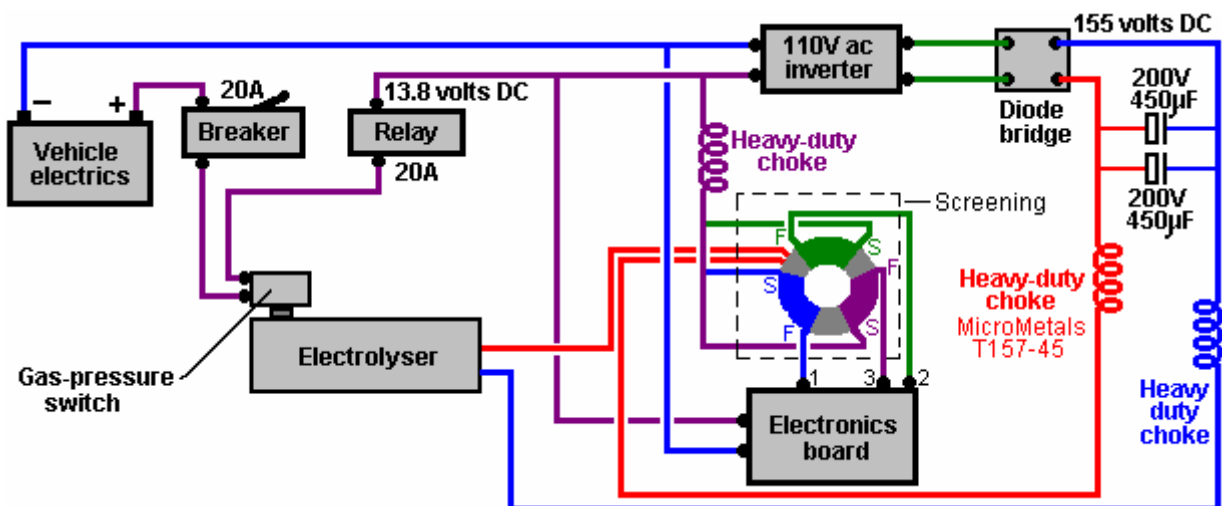 155 volts DC
110V ac
inverter
Diode
bridge
200V
450µF
200V
450µF
−
+
Vehicle
electrics
20A
Breaker
13.8 volts DC
Relay
20A
Heavy-duty
choke
Screening
F
S
F
S
S
F
Heavy-duty
choke
MicroMetals
T157-45
Heavy
duty
choke
Gas-pressure
switch
Electrolyser
1
3
2
Electronics
board